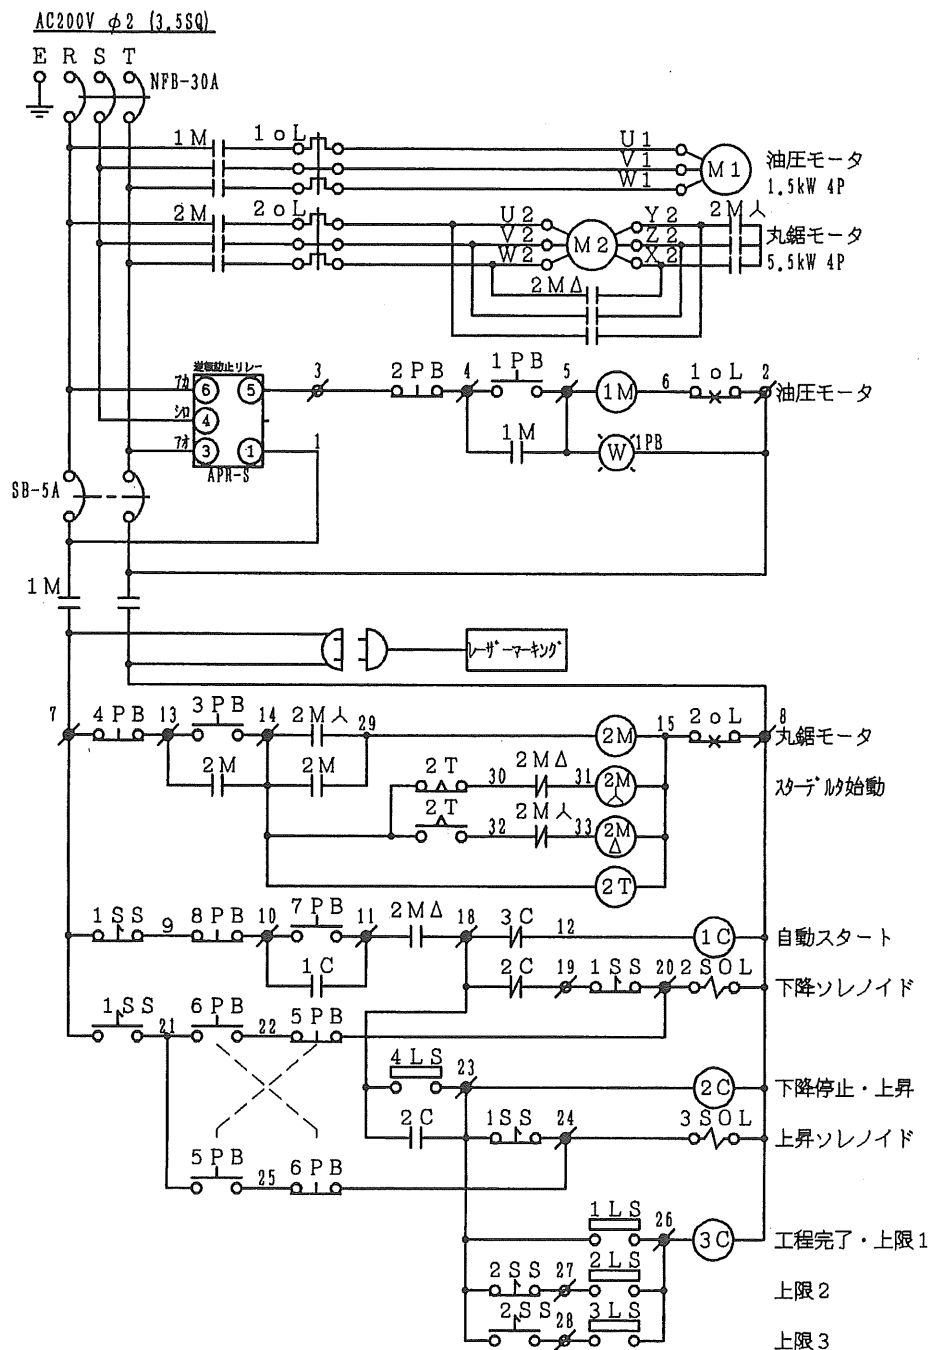 AC200V φ2 (3.5SQ)
E R S T
NFB-30A
1M 1oL U1
V1
W1
M1
油圧モータ
1.5kW 4P
2M 2oL U2
V2
W2
M2
Y2
Z2
X2
2M人
丸鋸モータ
5.5kW 4P
2MΔ
逆転防止リレー
アカ 6 5 3 2PB 4 1PB 5 1M 6 1oL 2 油圧モータ
シロ 4
アオ 3 1 1
APR-S
1M W 1PB
SB-5A
1M
レーザーマーキング
7 4PB 13 3PB 14 2M人 29 2M 15 2oL 8 丸鋸モータ
2M 2M
2T 30 2MΔ 31 2M人 スターデルタ始動
2T 32 2M人 33 2MΔ
2T
1SS 9 8PB 10 7PB 11 2MΔ 18 3C 12 1C 自動スタート
1C 2C 19 1SS 20 2SOL 下降ソレノイド
1SS 21 6PB 22 5PB
4LS 23 2C 下降停止・上昇
2C 1SS 24 3SOL 上昇ソレノイド
5PB 25 6PB
1LS 26 3C 工程完了・上限1
2SS 27 2LS 上限2
2SS 28 3LS 上限3